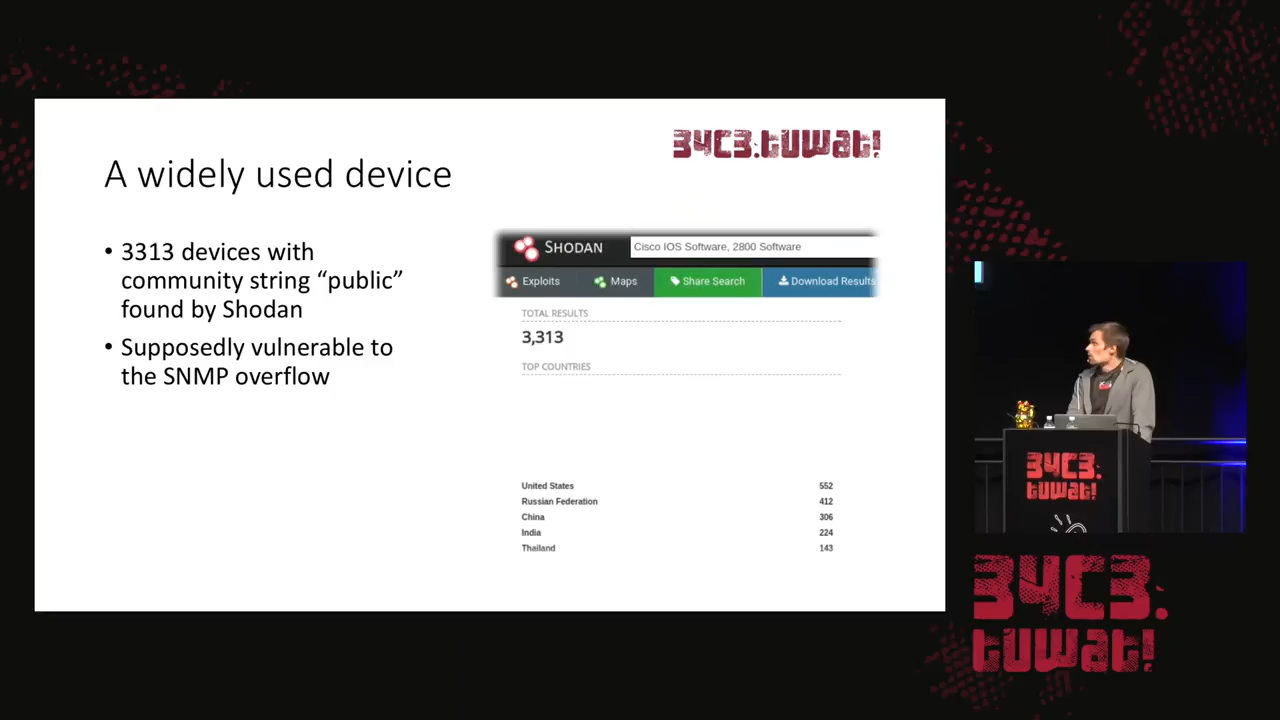 34C3.tuwat!
A widely used device
• 3313 devices with
community string “public”
found by Shodan
• Supposedly vulnerable to
the SNMP overflow
SHODAN
Cisco IOS Software, 2800 Software
Exploits
Maps
Share Search
Download Results
TOTAL RESULTS
3,313
TOP COUNTRIES
United States 552
Russian Federation 412
China 306
India 224
Thailand 143
34C3.
tuwat!
34C3.
tuwat!